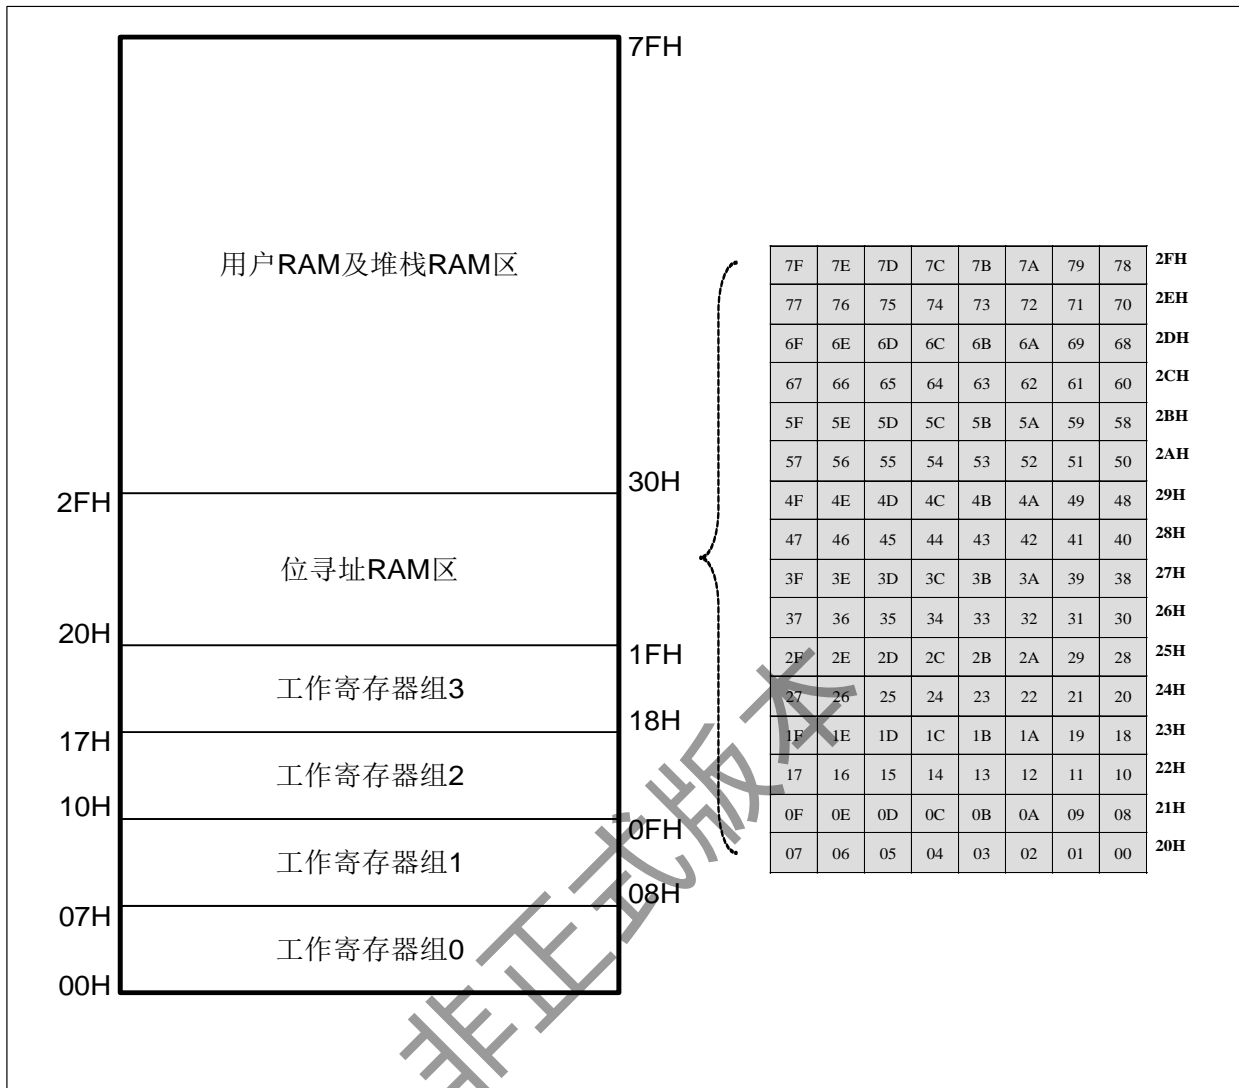 7FH
用户RAM及堆栈RAM区
30H
2FH
位寻址RAM区
20H
1FH
工作寄存器组3
18H
17H
工作寄存器组2
10H
0FH
工作寄存器组1
08H
07H
工作寄存器组0
00H
7F 7E 7D 7C 7B 7A 79 78 2FH
77 76 75 74 73 72 71 70 2EH
6F 6E 6D 6C 6B 6A 69 68 2DH
67 66 65 64 63 62 61 60 2CH
5F 5E 5D 5C 5B 5A 59 58 2BH
57 56 55 54 53 52 51 50 2AH
4F 4E 4D 4C 4B 4A 49 48 29H
47 46 45 44 43 42 41 40 28H
3F 3E 3D 3C 3B 3A 39 38 27H
37 36 35 34 33 32 31 30 26H
2F 2E 2D 2C 2B 2A 29 28 25H
27 26 25 24 23 22 21 20 24H
1F 1E 1D 1C 1B 1A 19 18 23H
17 16 15 14 13 12 11 10 22H
0F 0E 0D 0C 0B 0A 09 08 21H
07 06 05 04 03 02 01 00 20H
非正式版本